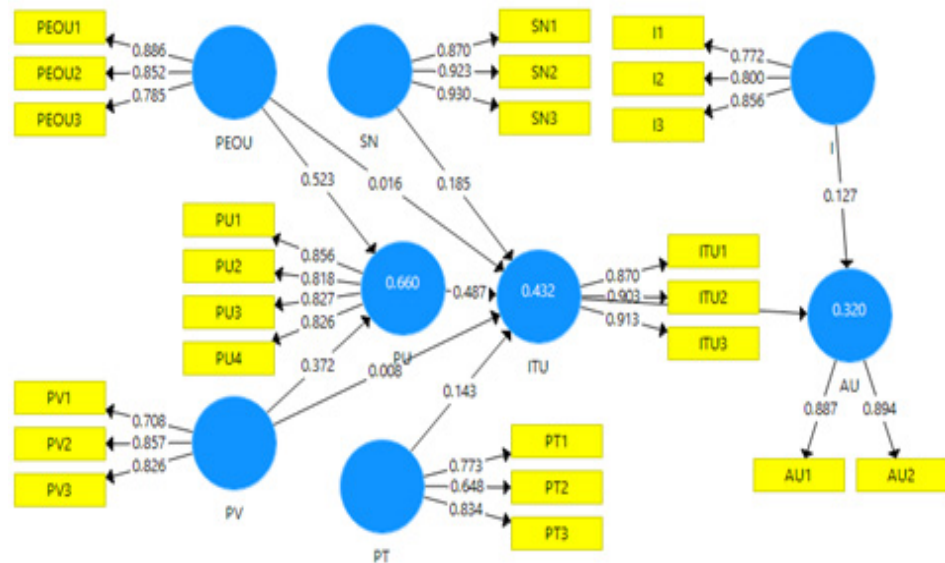 PEOU1
PEOU2
PEOU3
0.886
0.852
0.785
PEOU
SN1
SN2
SN3
0.870
0.923
0.930
SN
I1
I2
I3
0.772
0.800
0.856
I
0.523
0.016
0.185
0.127
PU1
PU2
PU3
PU4
0.856
0.818
0.827
0.826
0.660
PU
0.487
0.432
ITU
0.870
0.903
0.913
ITU1
ITU2
ITU3
0.320
AU
0.372
0.008
0.143
0.887
0.894
AU1
AU2
PV1
PV2
PV3
0.708
0.857
0.826
PV
PT1
PT2
PT3
0.773
0.648
0.834
PT